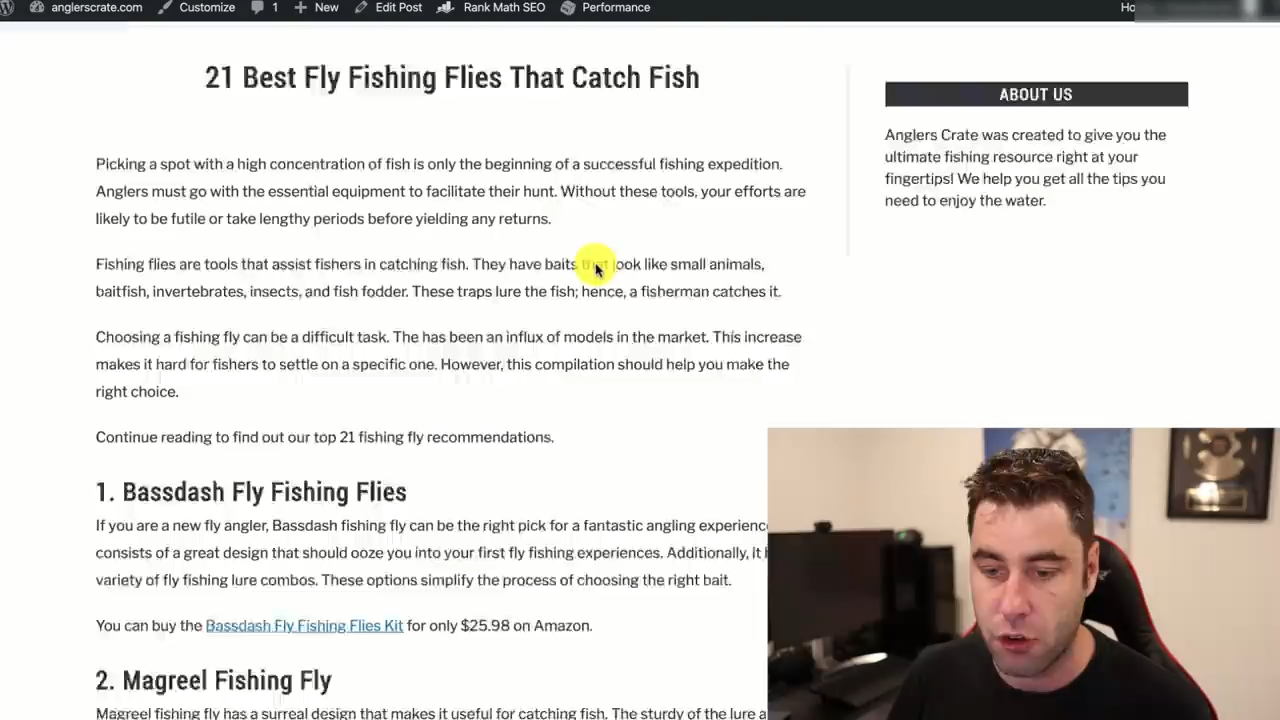 anglerscrate.com Customize 1 New Edit Post Rank Math SEO Performance
21 Best Fly Fishing Flies That Catch Fish
Picking a spot with a high concentration of fish is only the beginning of a successful fishing expedition.
Anglers must go with the essential equipment to facilitate their hunt. Without these tools, your efforts are
likely to be futile or take lengthy periods before yielding any returns.
Fishing flies are tools that assist fishers in catching fish. They have baits that look like small animals,
baitfish, invertebrates, insects, and fish fodder. These traps lure the fish; hence, a fisherman catches it.
Choosing a fishing fly can be a difficult task. The has been an influx of models in the market. This increase
makes it hard for fishers to settle on a specific one. However, this compilation should help you make the
right choice.
Continue reading to find out our top 21 fishing fly recommendations.
1. Bassdash Fly Fishing Flies
If you are a new fly angler, Bassdash fishing fly can be the right pick for a fantastic angling experienc
consists of a great design that should ooze you into your first fly fishing experiences. Additionally, it
variety of fly fishing lure combos. These options simplify the process of choosing the right bait.
You can buy the Bassdash Fly Fishing Flies Kit for only $25.98 on Amazon.
2. Magreel Fishing Fly
Magreel fishing fly has a surreal design that makes it useful for catching fish. The sturdy of the lure a
ABOUT US
Anglers Crate was created to give you the
ultimate fishing resource right at your
fingertips! We help you get all the tips you
need to enjoy the water.